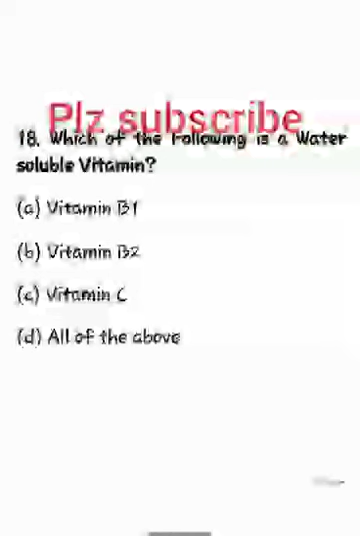 Plz subscribe
18. Which of the Following is a Water
soluble Vitamin?
(a) Vitamin B1
(b) Vitamin B2
(c) Vitamin C
(d) All of the above